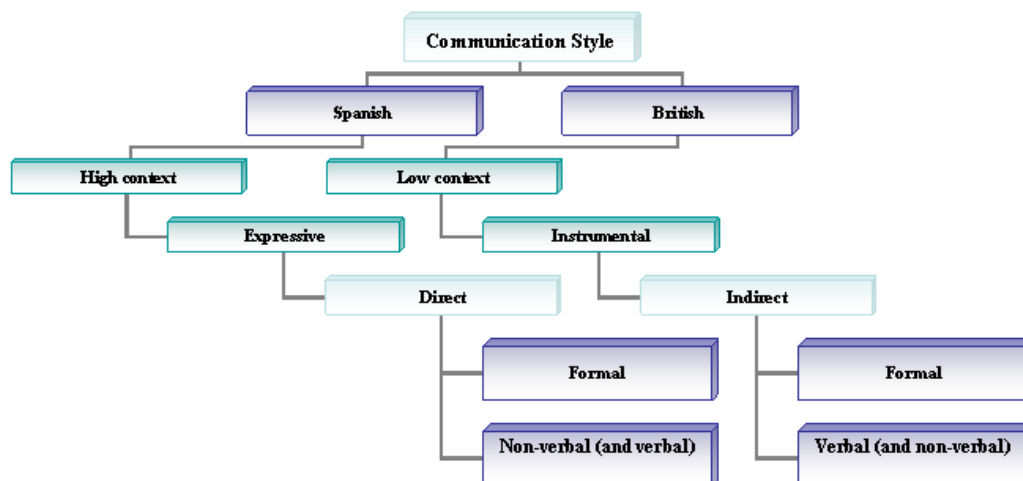 Communication Style
Spanish
British
High context
Low context
Expressive
Instrumental
Direct
Indirect
Formal
Formal
Non-verbal (and verbal)
Verbal (and non-verbal)